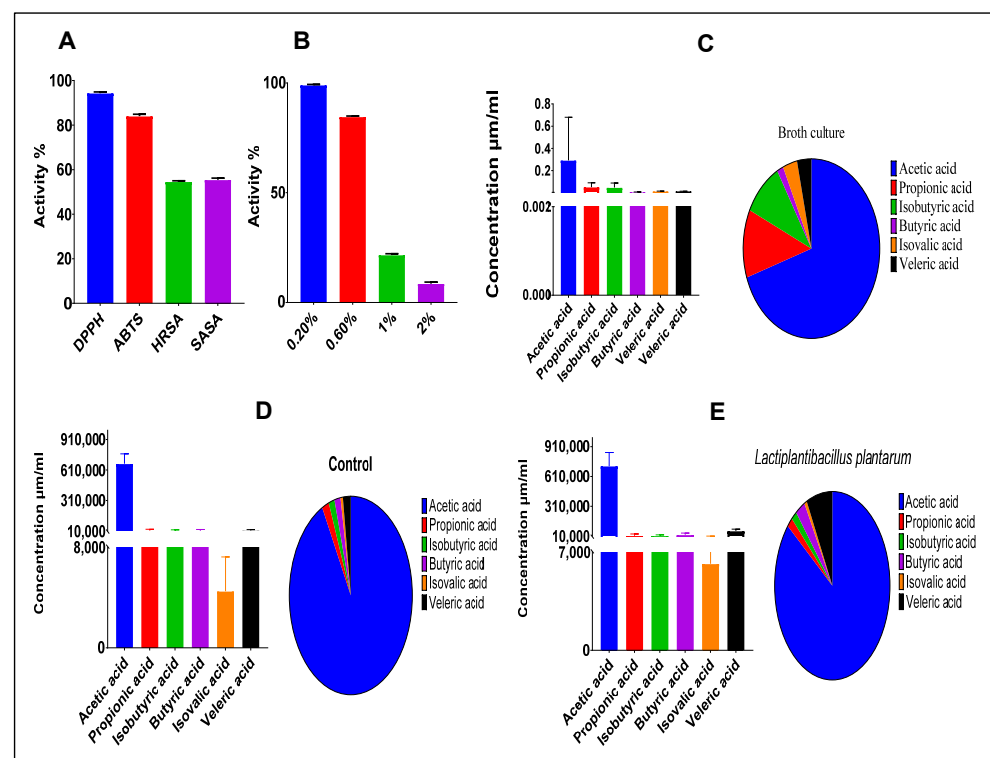 A
Activity %
100
80
60
40
20
0
DPPH
ABTS
HRSA
SASA
B
Activity %
100
50
0
0.20%
0.60%
1%
2%
C
Concentration µm/ml
0.8
0.6
0.4
0.2
0.002
0.000
Acetic acid
Propionic acid
Isobutyric acid
Butyric acid
Veleric acid
Veleric acid
Broth culture
Acetic acid
Propionic acid
Isobutyric acid
Butyric acid
Isovalic acid
Veleric acid
D
Concentration µm/ml
910,000
610,000
310,000
10,000
8,000
0
Acetic acid
Propionic acid
Isobutyric acid
Butyric acid
Isovalic acid
Veleric acid
Control
Acetic acid
Propionic acid
Isobutyric acid
Butyric acid
Isovalic acid
Veleric acid
E
Concentration µm/ml
910,000
610,000
310,000
10,000
7,000
0
Acetic acid
Propionic acid
Isobutyric acid
Butyric acid
Isovalic acid
Veleric acid
Lactiplantibacillus plantarum
Acetic acid
Propionic acid
Isobutyric acid
Butyric acid
Isovalic acid
Veleric acid